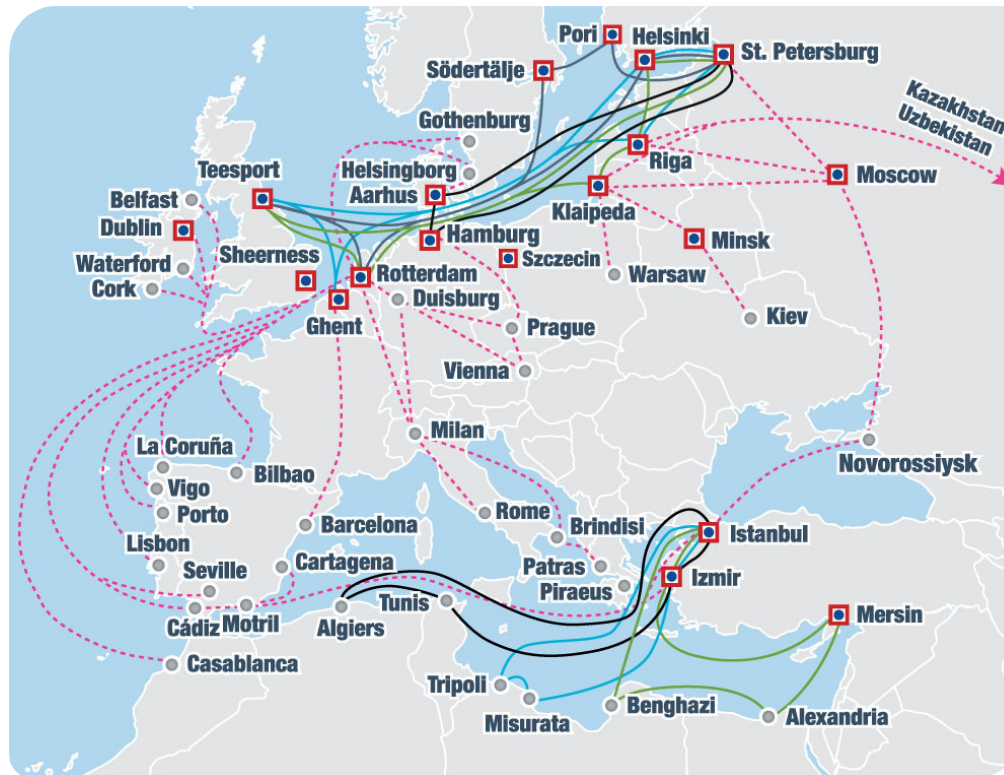 Pori
Helsinki
St. Petersburg
Södertälje
Kazakhstan
Uzbekistan
Gothenburg
Helsingborg
Riga
Moscow
Teesport
Aarhus
Belfast
Klaipeda
Dublin
Hamburg
Minsk
Sheerness
Szczecin
Waterford
Rotterdam
Warsaw
Cork
Duisburg
Ghent
Prague
Kiev
Vienna
Milan
La Coruña
Novorossiysk
Bilbao
Vigo
Porto
Rome
Barcelona
Brindisi
Istanbul
Lisbon
Cartagena
Patras
Seville
Izmir
Piraeus
Tunis
Cádiz
Motril
Algiers
Mersin
Casablanca
Tripoli
Misurata
Benghazi
Alexandria